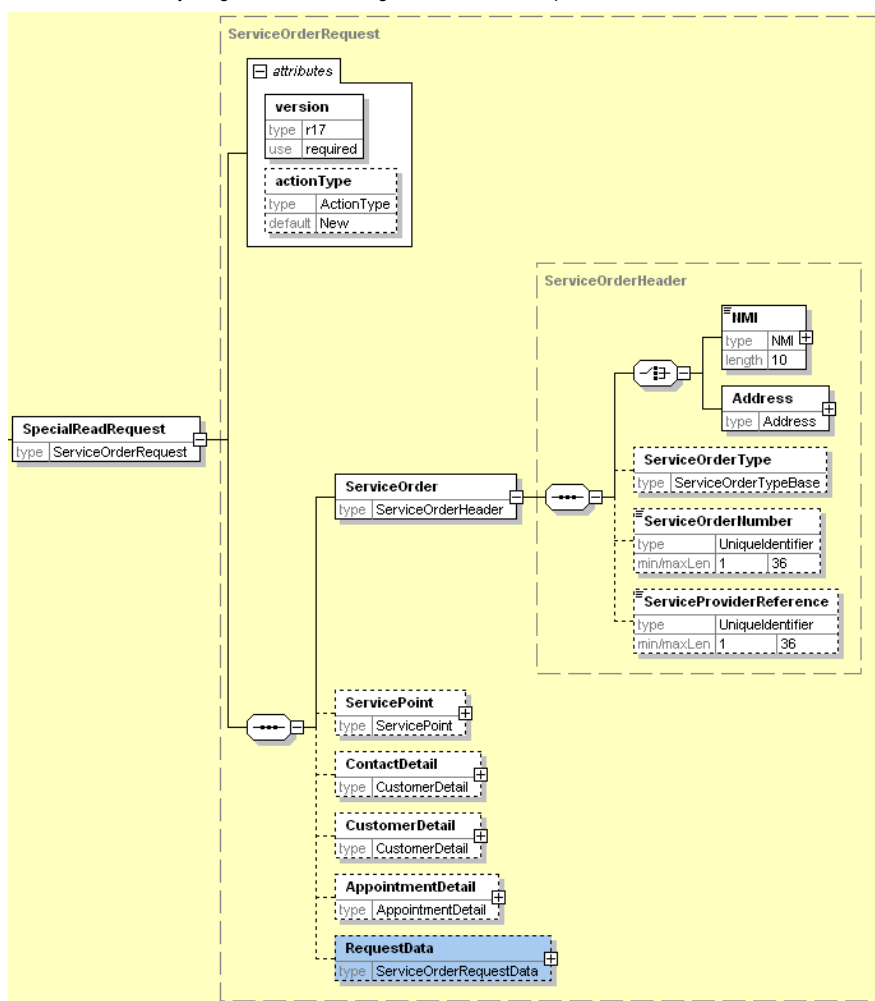 ServiceOrderRequest
attributes
version
type r17
use required
actionType
type ActionType
default New
ServiceOrderHeader
NMI
type NMI
length 10
Address
type Address
SpecialReadRequest
type ServiceOrderRequest
ServiceOrder
type ServiceOrderHeader
ServiceOrderType
type ServiceOrderTypeBase
ServiceOrderNumber
type UniqueIdentifier
min/maxLen 1 36
ServiceProviderReference
type UniqueIdentifier
min/maxLen 1 36
ServicePoint
type ServicePoint
ContactDetail
type CustomerDetail
CustomerDetail
type CustomerDetail
AppointmentDetail
type AppointmentDetail
RequestData
type ServiceOrderRequestData